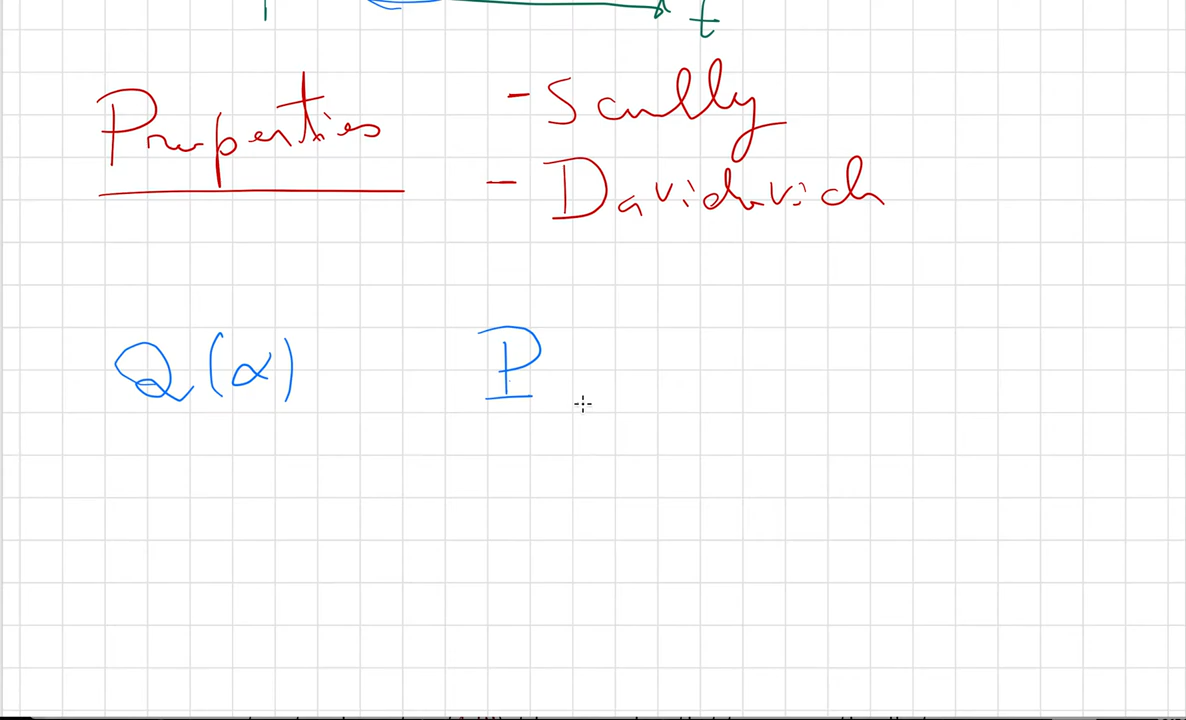 t
Properties
- Scully
- Davidovich
Q(α) P